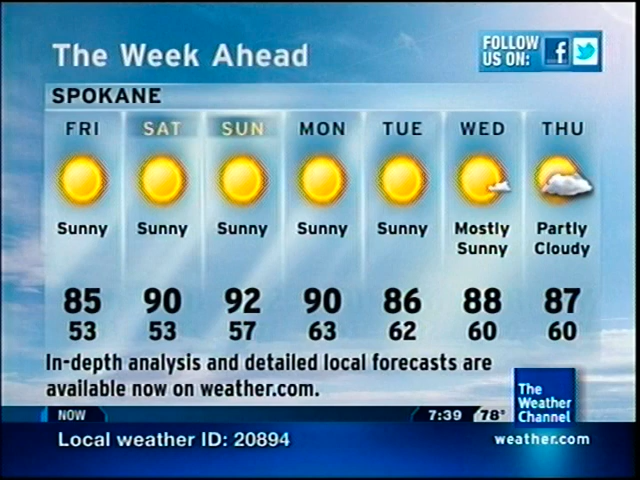 The Week Ahead
FOLLOW
US ON:
SPOKANE
FRI SAT SUN MON TUE WED THU
Sunny Sunny Sunny Sunny Sunny Mostly Sunny Partly Cloudy
85 90 92 90 86 88 87
53 53 57 63 62 60 60
In-depth analysis and detailed local forecasts are
available now on weather.com.
The
Weather
Channel
NOW 7:39 78°
Local weather ID: 20894 weather.com